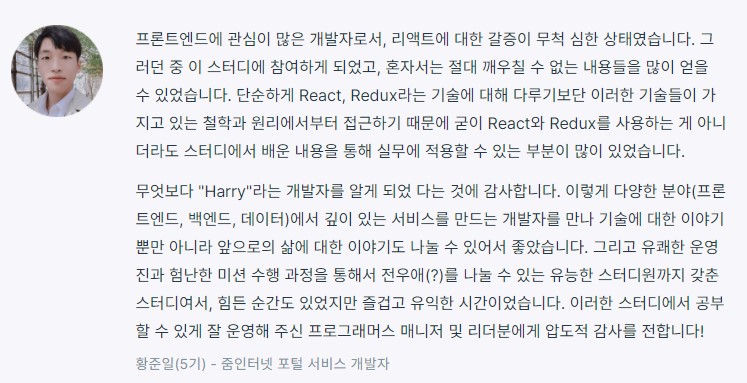 프론트엔드에 관심이 많은 개발자로서, 리액트에 대한 갈증이 무척 심한 상태였습니다. 그
러던 중 이 스터디에 참여하게 되었고, 혼자서는 절대 깨우칠 수 없는 내용들을 많이 얻을
수 있었습니다. 단순하게 React, Redux라는 기술에 대해 다루기보단 이러한 기술들이 가
지고 있는 철학과 원리에서부터 접근하기 때문에 굳이 React와 Redux를 사용하는 게 아니
더라도 스터디에서 배운 내용을 통해 실무에 적용할 수 있는 부분이 많이 있었습니다.
무엇보다 "Harry"라는 개발자를 알게 되었 다는 것에 감사합니다. 이렇게 다양한 분야(프론
트엔드, 백엔드, 데이터)에서 깊이 있는 서비스를 만드는 개발자를 만나 기술에 대한 이야기
뿐만 아니라 앞으로의 삶에 대한 이야기도 나눌 수 있어서 좋았습니다. 그리고 유쾌한 운영
진과 험난한 미션 수행 과정을 통해서 전우애(?)를 나눌 수 있는 유능한 스터디원까지 갖춘
스터디여서, 힘든 순간도 있었지만 즐겁고 유익한 시간이었습니다. 이러한 스터디에서 공부
할 수 있게 잘 운영해 주신 프로그래머스 매니저 및 리더분에게 압도적 감사를 전합니다!
황준일(5기) - 줌인터넷 포털 서비스 개발자